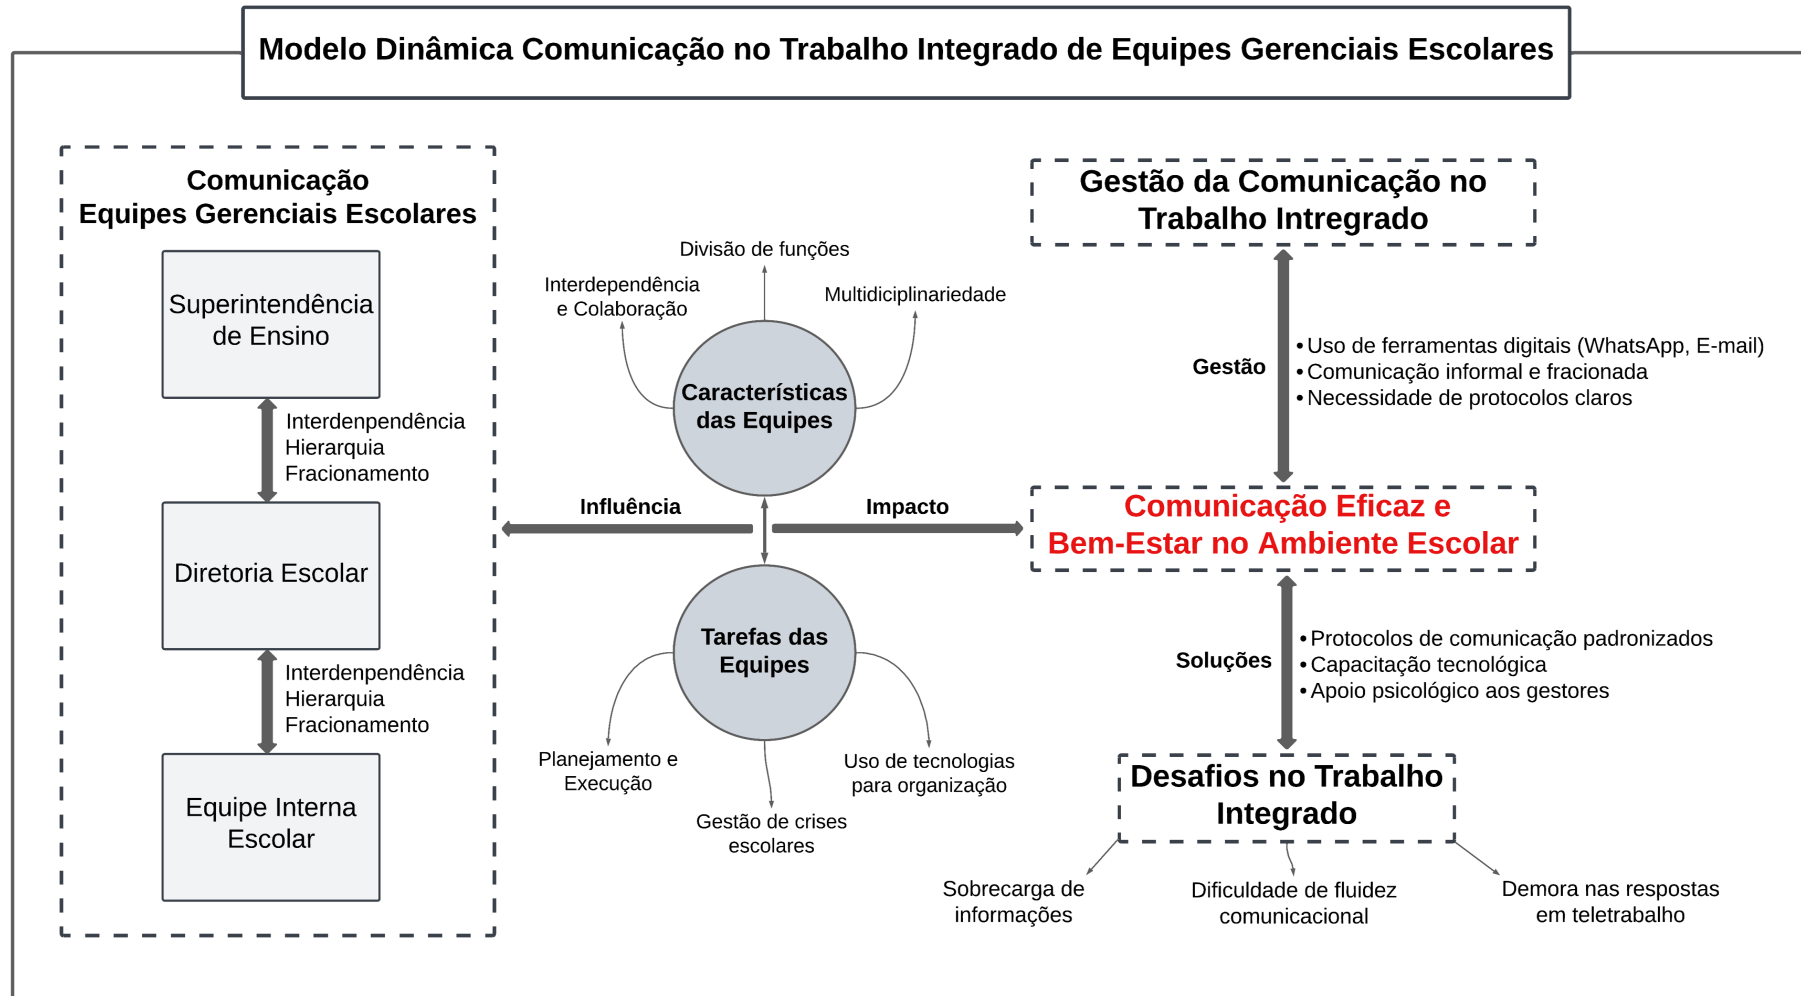 Modelo Dinâmica Comunicação no Trabalho Integrado de Equipes Gerenciais Escolares
Comunicação
Equipes Gerenciais Escolares
Superintendência
de Ensino
Interdenpendência
Hierarquia
Fracionamento
Diretoria Escolar
Interdenpendência
Hierarquia
Fracionamento
Equipe Interna
Escolar
Divisão de funções
Interdependência
e Colaboração
Multidiciplinariedade
Características
das Equipes
Influência
Impacto
Tarefas das
Equipes
Planejamento e
Execução
Gestão de crises
escolares
Uso de tecnologias
para organização
Gestão da Comunicação no
Trabalho Intregrado
Gestão
• Uso de ferramentas digitais (WhatsApp, E-mail)
• Comunicação informal e fracionada
• Necessidade de protocolos claros
Comunicação Eficaz e
Bem-Estar no Ambiente Escolar
Soluções
• Protocolos de comunicação padronizados
• Capacitação tecnológica
• Apoio psicológico aos gestores
Desafios no Trabalho
Integrado
Sobrecarga de
informações
Dificuldade de fluidez
comunicacional
Demora nas respostas
em teletrabalho